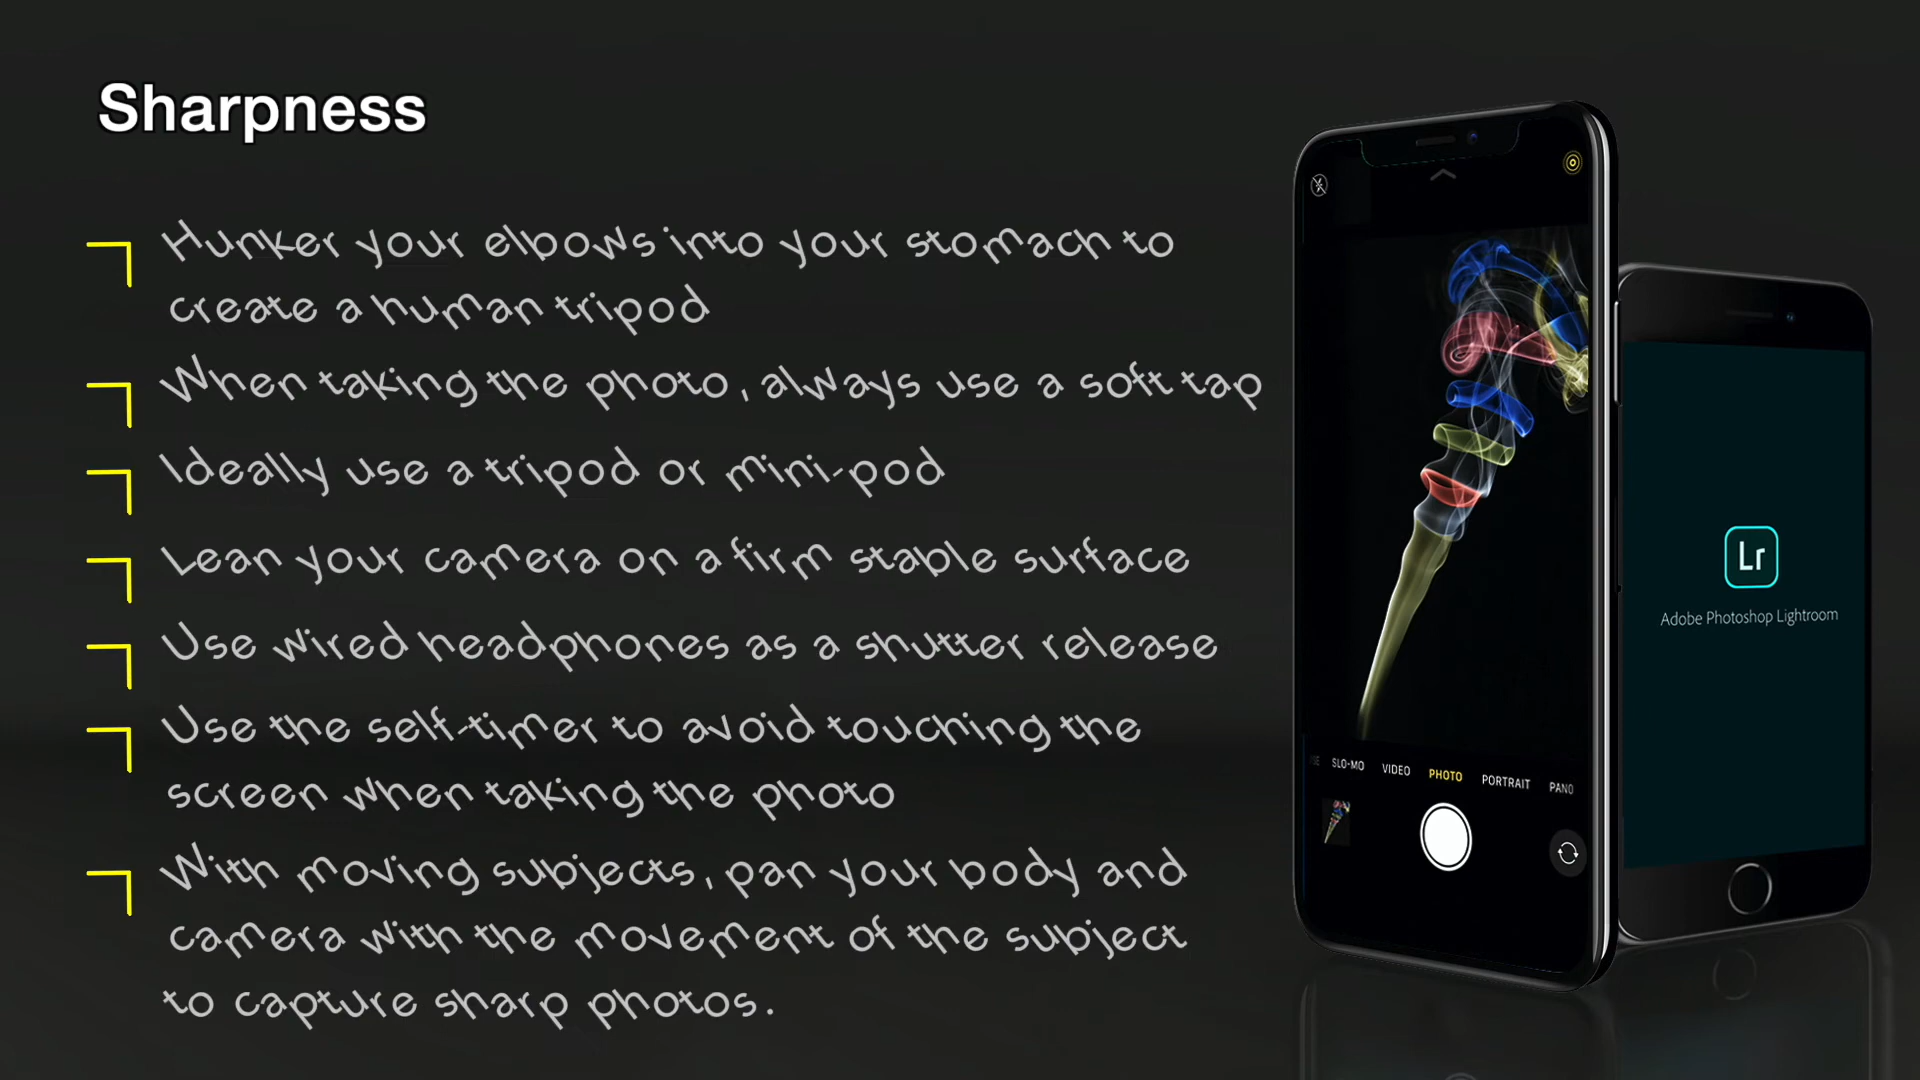 Sharpness
Hunker your elbows into your stomach to
create a human tripod
When taking the photo, always use a soft tap
Ideally use a tripod or mini-pod
Lean your camera on a firm stable surface
Use wired headphones as a shutter release
Use the self-timer to avoid touching the
screen when taking the photo
With moving subjects, pan your body and
camera with the movement of the subject
to capture sharp photos.
SLO-MO VIDEO PHOTO PORTRAIT PANO
Lr
Adobe Photoshop Lightroom